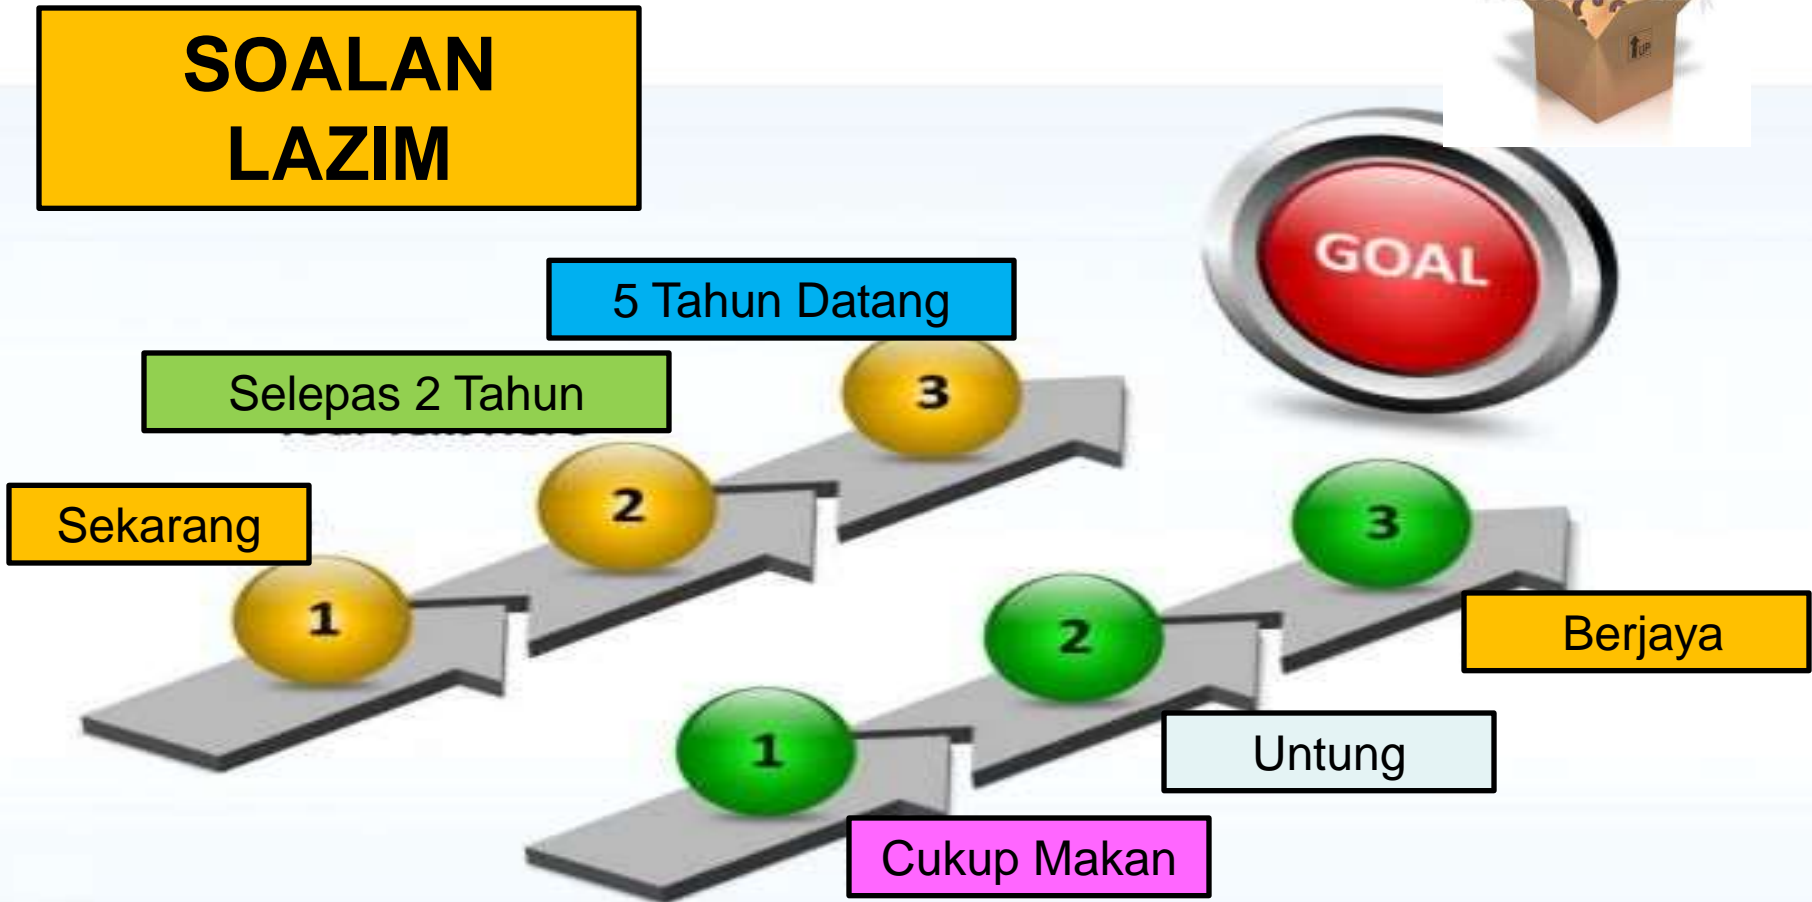 SOALAN
LAZIM
UP
GOAL
5 Tahun Datang
Selepas 2 Tahun
Sekarang
3
2
1
3
2
1
Berjaya
Untung
Cukup Makan